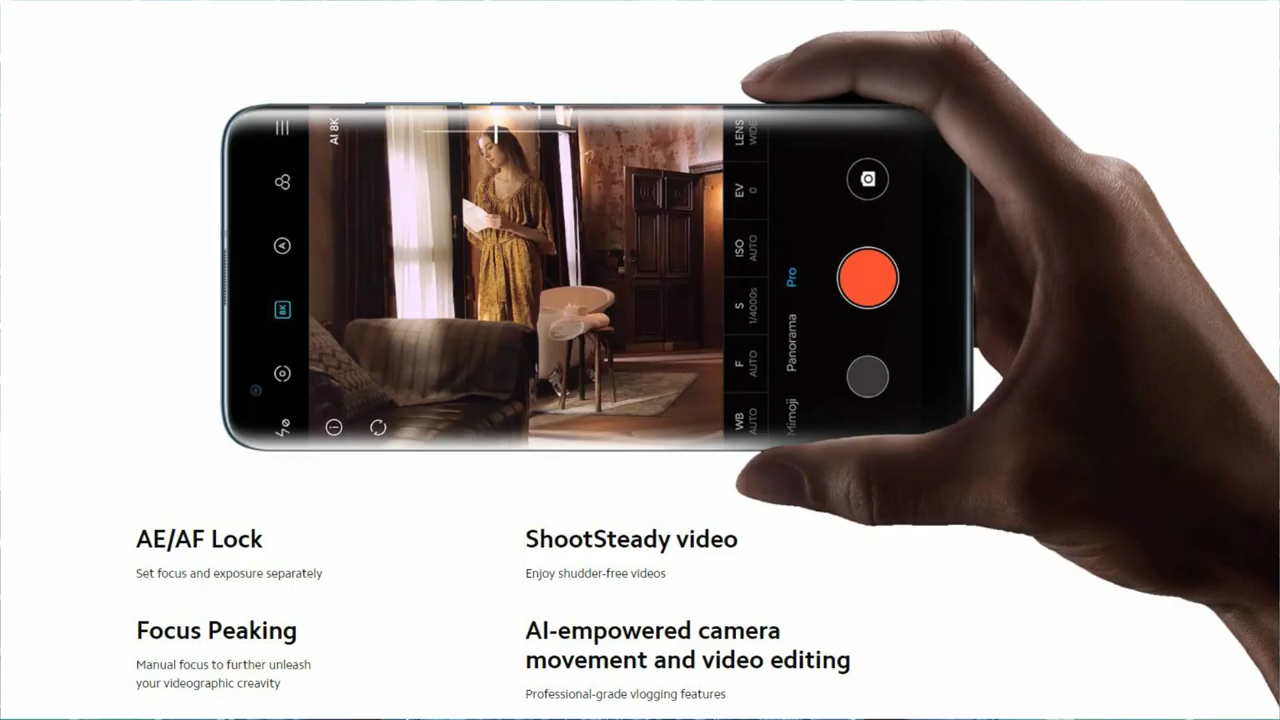 AI 8K
8K
LENS
WIDE
EV
0
ISO
AUTO
S
1/4000s
F
AUTO
WB
AUTO
Pro
Panorama
Mimoji
AE/AF Lock
Set focus and exposure separately
ShootSteady video
Enjoy shudder-free videos
Focus Peaking
Manual focus to further unleash
your videographic creavity
AI-empowered camera
movement and video editing
Professional-grade vlogging features